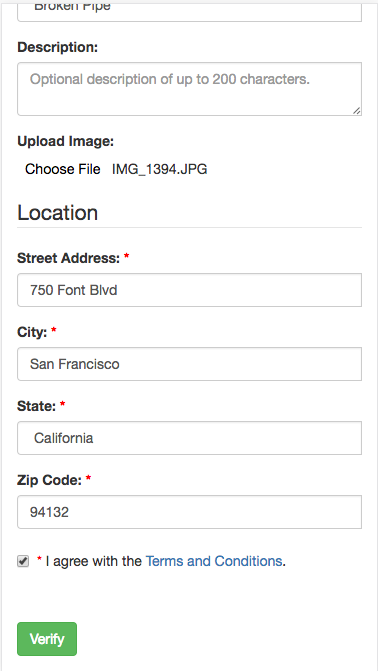 Broken Pipe
Description:
Optional description of up to 200 characters.
Upload Image:
Choose File IMG_1394.JPG
Location
Street Address: *
750 Font Blvd
City: *
San Francisco
State: *
California
Zip Code: *
94132
* I agree with the Terms and Conditions.
Verify